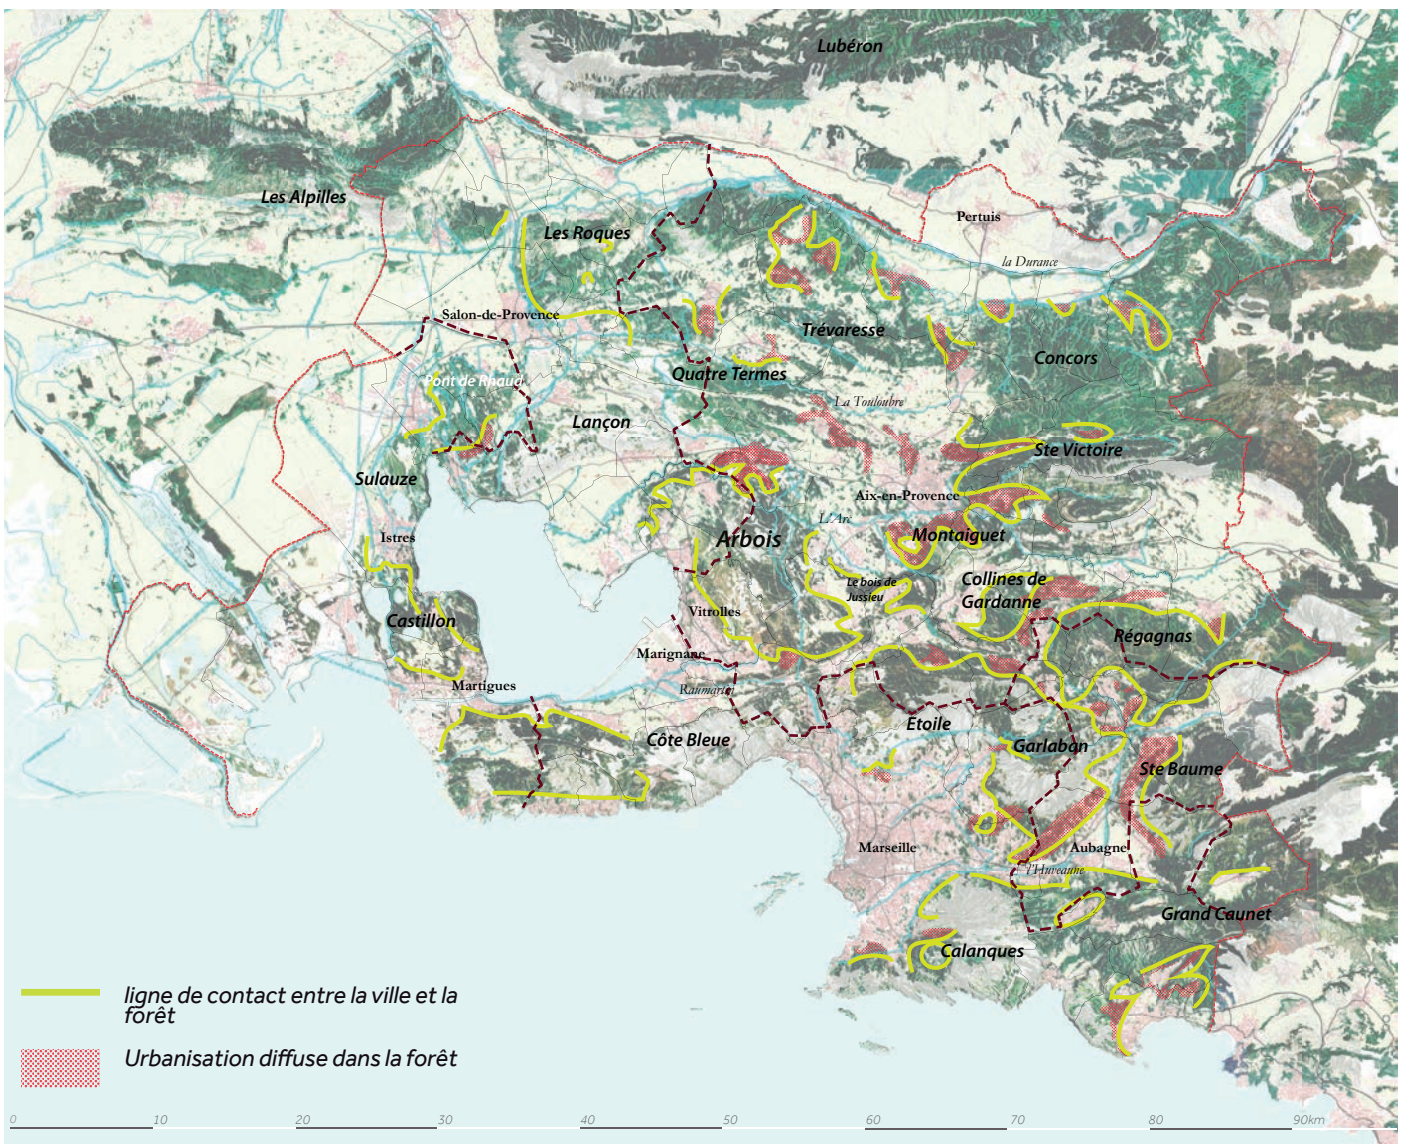 Lubéron
Les Alpilles
Pertuis
Les Roques
la Durance
Salon-de-Provence
Trévaresse
Concors
Quatre Termes
Pont de Rhaud
La Touloubre
Lançon
Ste Victoire
Sulauze
Aix-en-Provence
L'Arc
Istres
Arbois
Montaiguet
Le bois de
Jussieu
Collines de
Gardanne
Castillon
Vitrolles
Régagnas
Marignane
Martigues
Raumartin
Etoile
Côte Bleue
Garlaban
Ste Baume
Marseille
Aubagne
l'Huveaune
Grand Caunet
Calanques
ligne de contact entre la ville et la
forêt
Urbanisation diffuse dans la forêt
0 10 20 30 40 50 60 70 80 90km